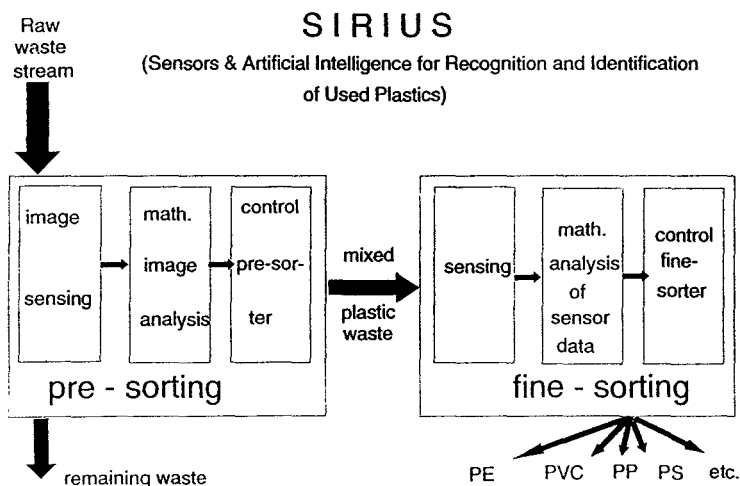 Raw
waste
stream
SIRIUS
(Sensors & Artificial Intelligence for Recognition and Identification
of Used Plastics)
image
sensing
math.
image
analysis
control
pre-sor-
ter
pre - sorting
mixed
plastic
waste
sensing
math.
analysis
of
sensor
data
control
fine-
sorter
fine - sorting
remaining waste
PE PVC PP PS etc.